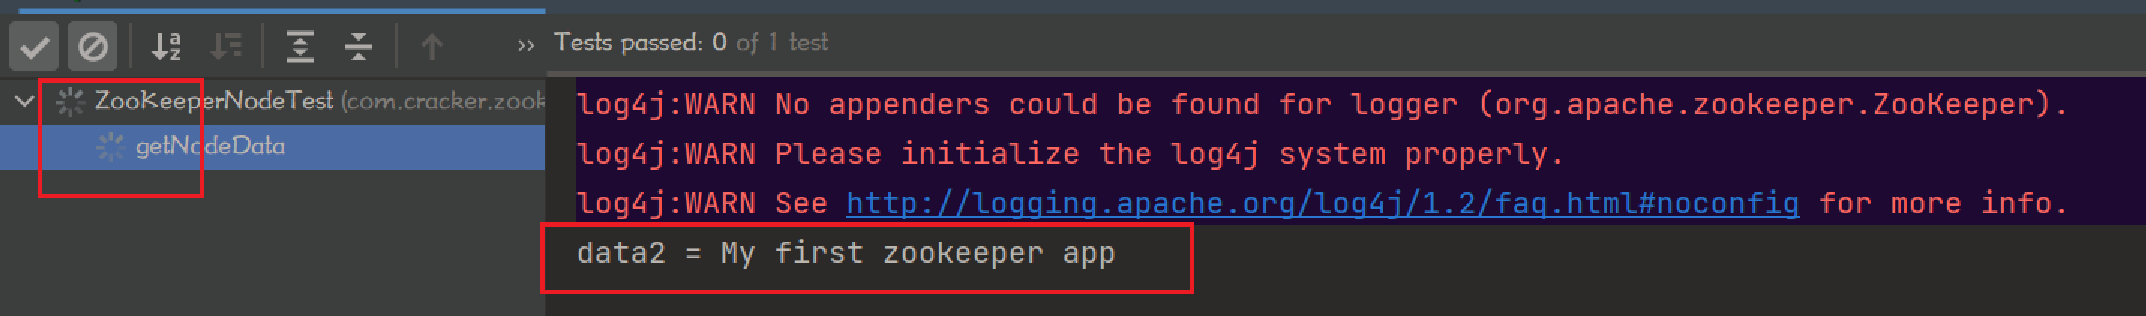 Tests passed: 0 of 1 test
ZooKeeperNodeTest (com.cracker.zook
getNodeData
log4j:WARN No appenders could be found for logger (org.apache.zookeeper.ZooKeeper).
log4j:WARN Please initialize the log4j system properly.
log4j:WARN See http://logging.apache.org/log4j/1.2/faq.html#noconfig for more info.
data2 = My first zookeeper app